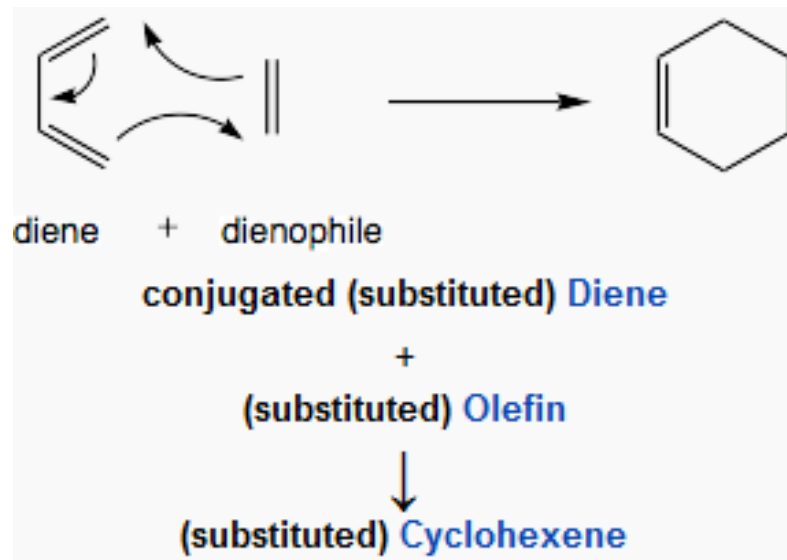 diene + dienophile
conjugated (substituted) Diene
+
(substituted) Olefin
↓
(substituted) Cyclohexene